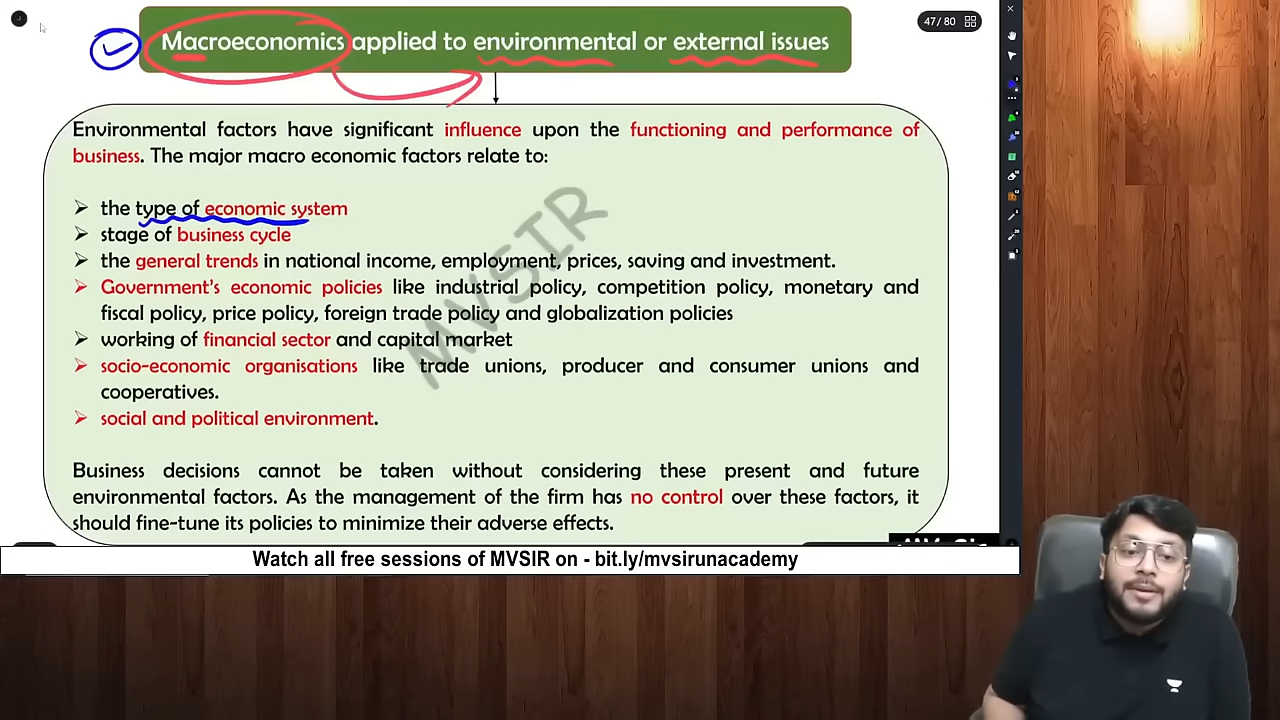 47 / 80
Macroeconomics applied to environmental or external issues
Environmental factors have significant influence upon the functioning and performance of
business. The major macro economic factors relate to:
the type of economic system
stage of business cycle
the general trends in national income, employment, prices, saving and investment.
Government's economic policies like industrial policy, competition policy, monetary and
fiscal policy, price policy, foreign trade policy and globalization policies
working of financial sector and capital market
socio-economic organisations like trade unions, producer and consumer unions and
cooperatives.
social and political environment.
MVSIR
Business decisions cannot be taken without considering these present and future
environmental factors. As the management of the firm has no control over these factors, it
should fine-tune its policies to minimize their adverse effects.
Watch all free sessions of MVSIR on - bit.ly/mvsirunacademy